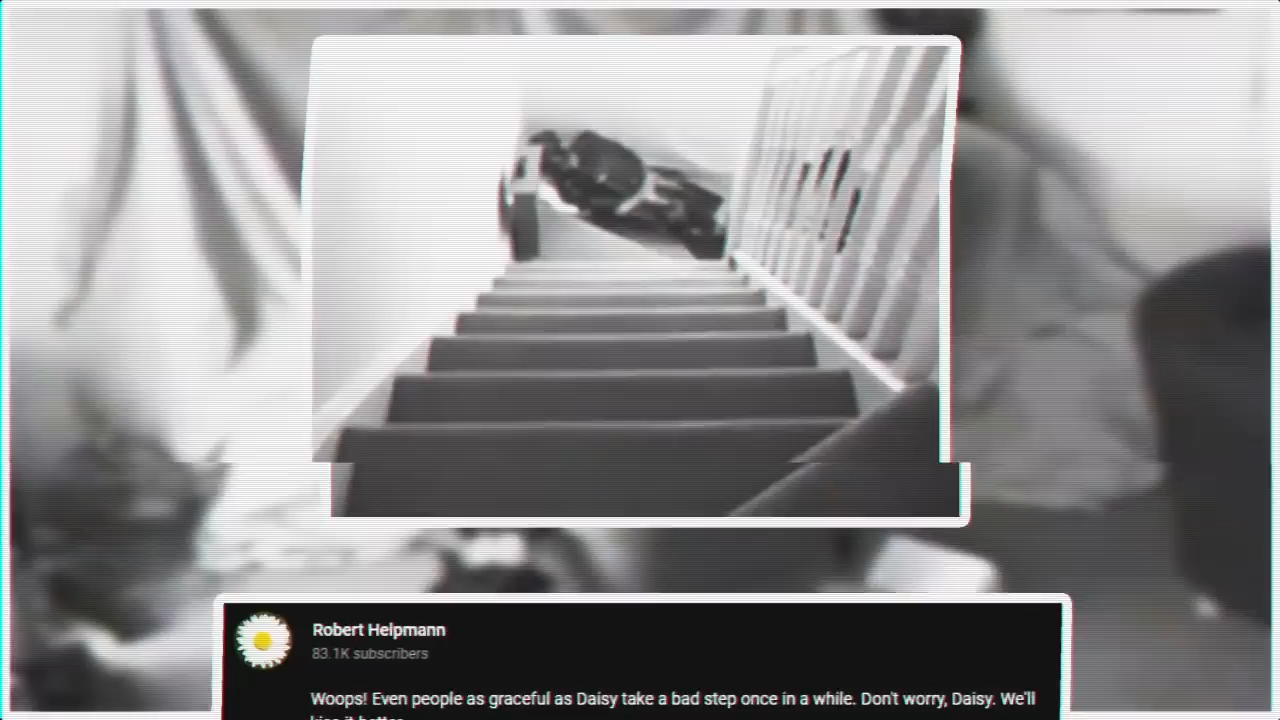 Robert Helpmann
83.1K subscribers
Woops! Even people as graceful as Daisy take a bad step once in a while. Don't worry, Daisy. We'll